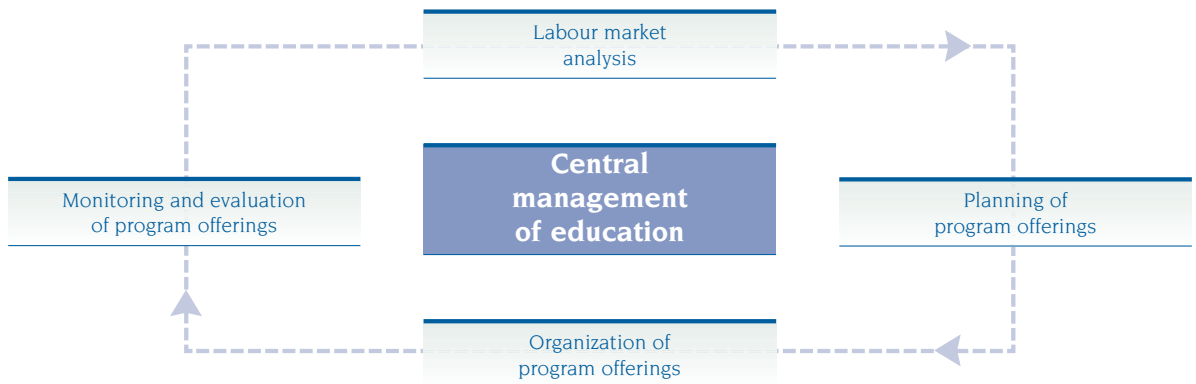 Labour market
analysis
Central
management
of education
Monitoring and evaluation
of program offerings
Planning of
program offerings
Organization of
program offerings